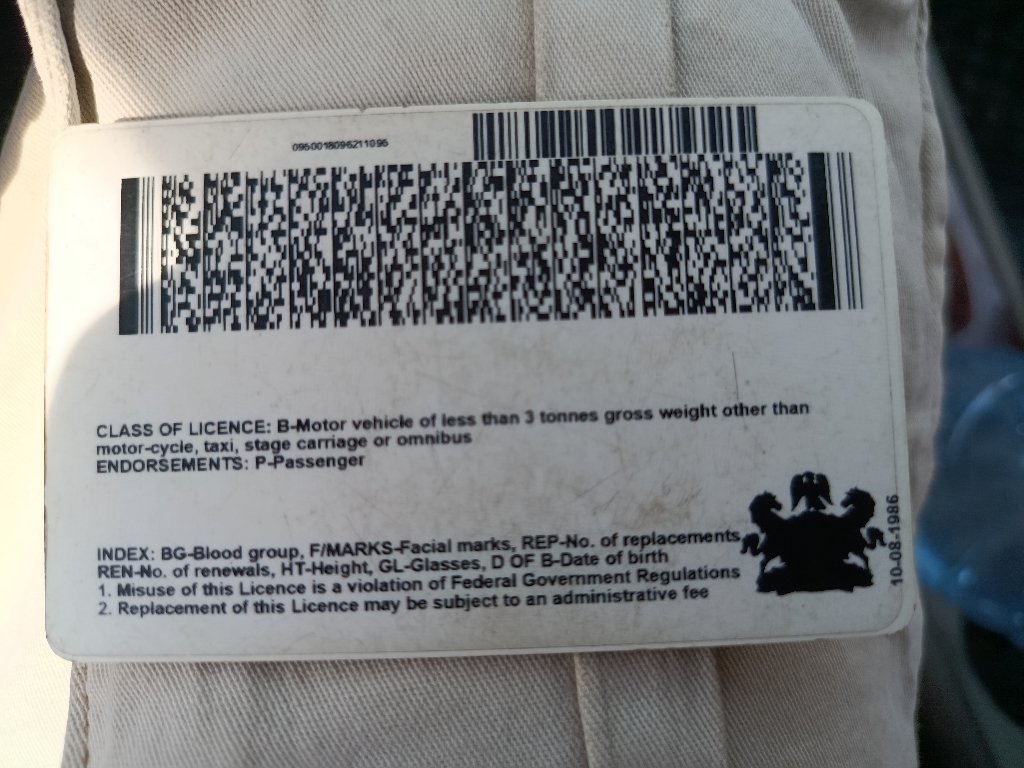 0960018096211096
CLASS OF LICENCE: B-Motor vehicle of less than 3 tonnes gross weight other than
motor-cycle, taxi, stage carriage or omnibus
ENDORSEMENTS: P-Passenger
INDEX: BG-Blood group, F/MARKS-Facial marks, REP-No. of replacements,
REN-No. of renewals, HT-Height, GL-Glasses, D OF B-Date of birth
1. Misuse of this Licence is a violation of Federal Government Regulations
2. Replacement of this Licence may be subject to an administrative fee
10-08-1986